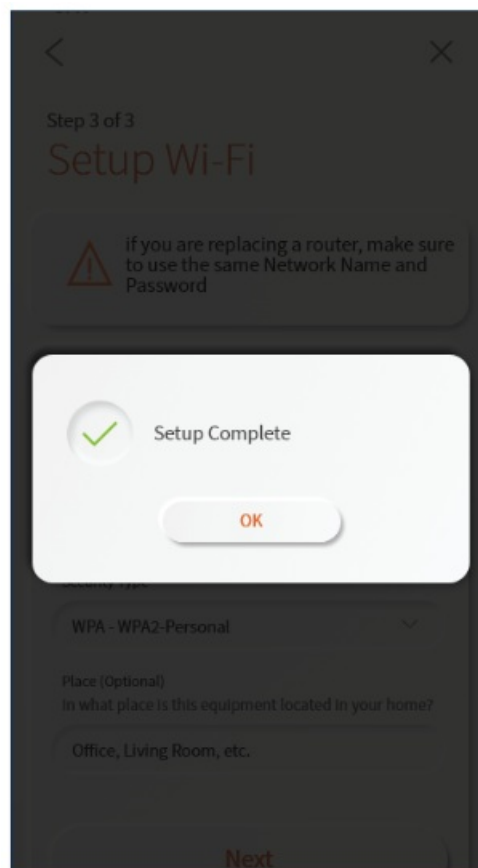 Step 3 of 3
Setup Wi-Fi
if you are replacing a router, make sure
to use the same Network Name and
Password
Setup Complete
OK
Security Type
WPA - WPA2-Personal
Place (Optional)
In what place is this equipment located in your home?
Office, Living Room, etc.
Next